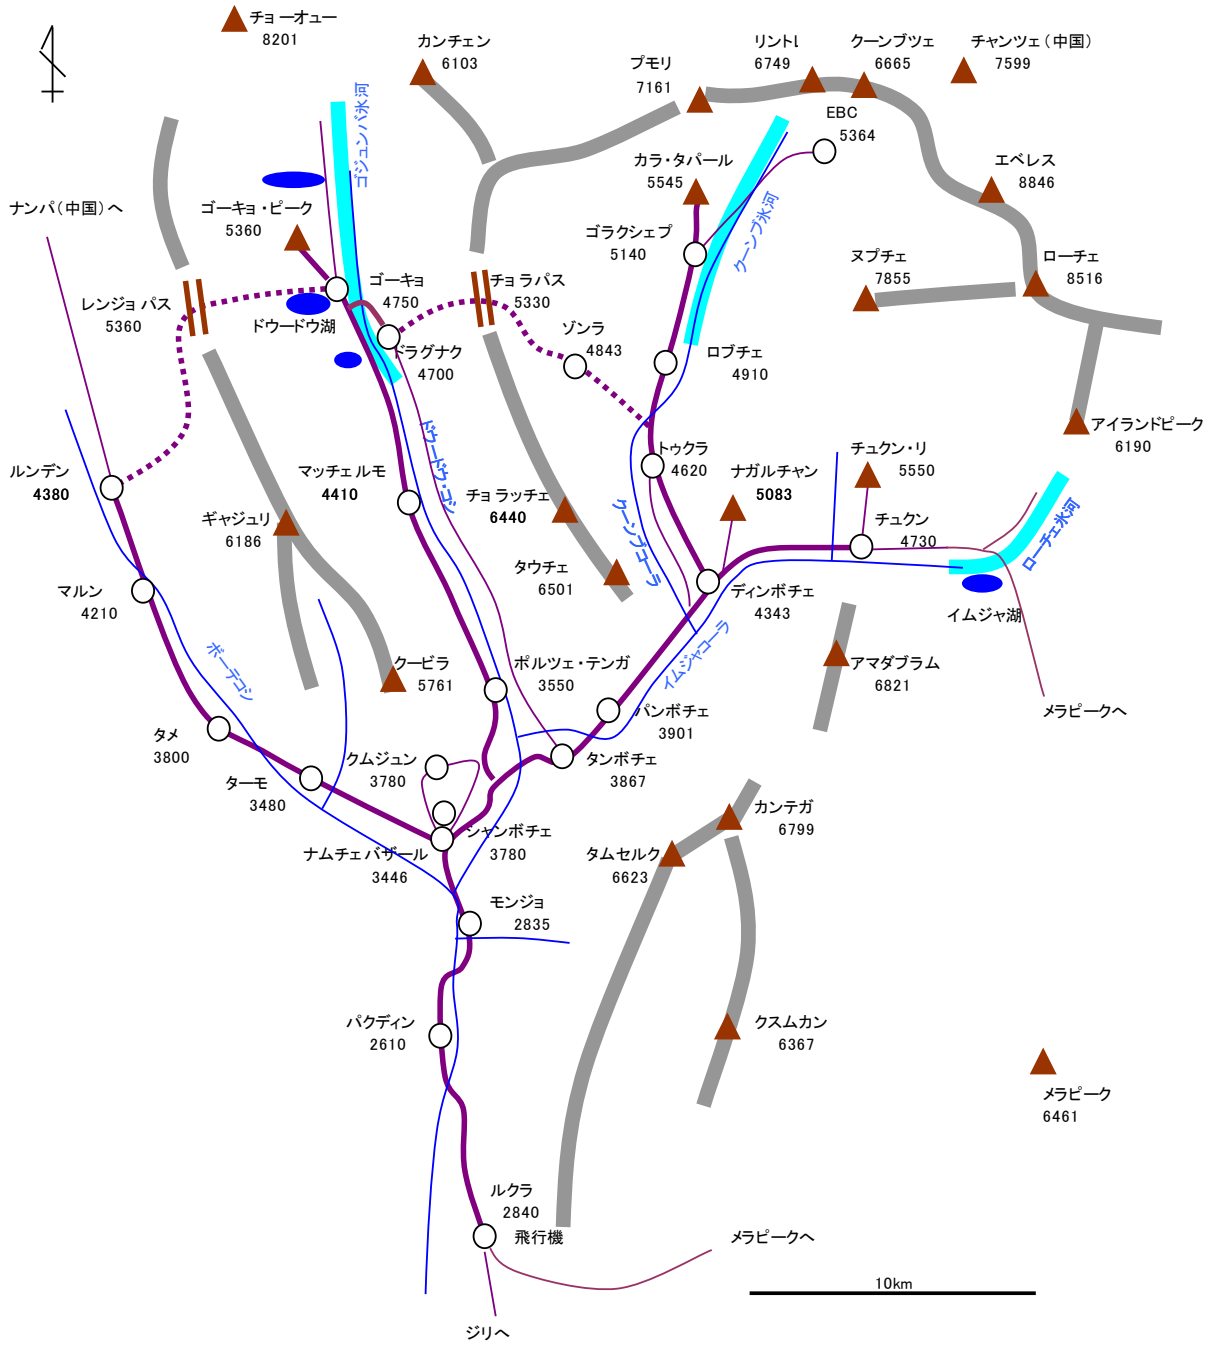 チョーオユー
8201
カンチェン
6103
プモリ
7161
リントレ
6749
クーンブツェ
6665
チャンツェ（中国）
7599
EBC
5364
ゴジュンバ氷河
カラ・タパール
5545
エベレス
8846
ナンパ（中国）へ
ゴーキョ・ピーク
5360
ゴラクシェプ
5140
クーンブ氷河
ヌプチェ
7855
ローチェ
8516
レンジョパス
5360
ゴーキョ
4750
チョラパス
5330
ドゥードゥ湖
ゾンラ
4843
ドラグナク
4700
ロブチェ
4910
アイランドピーク
6190
ルンデン
4380
マッチェルモ
4410
ドゥードゥ・コシ
トゥクラ
4620
ナガルチャン
5083
チュクン・リ
5550
チョラッチェ
6440
ギャジュリ
6186
チュクン
4730
ローチェ氷河
クーンブコーラ
タウチェ
6501
マルン
4210
ディンボチェ
4343
イムジャ湖
ボーテコシ
クービラ
5761
ポルツェ・テンガ
3550
イムジャコーラ
アマダブラム
6821
パンボチェ
3901
メラピークへ
タメ
3800
クムジュン
3780
タンボチェ
3867
ターモ
3480
シャンボチェ
3780
カンテガ
6799
ナムチェバザール
3446
タムセルク
6623
モンジョ
2835
パクディン
2610
クスムカン
6367
メラピーク
6461
ルクラ
2840
飛行機
メラピークへ
10km
ジリへ